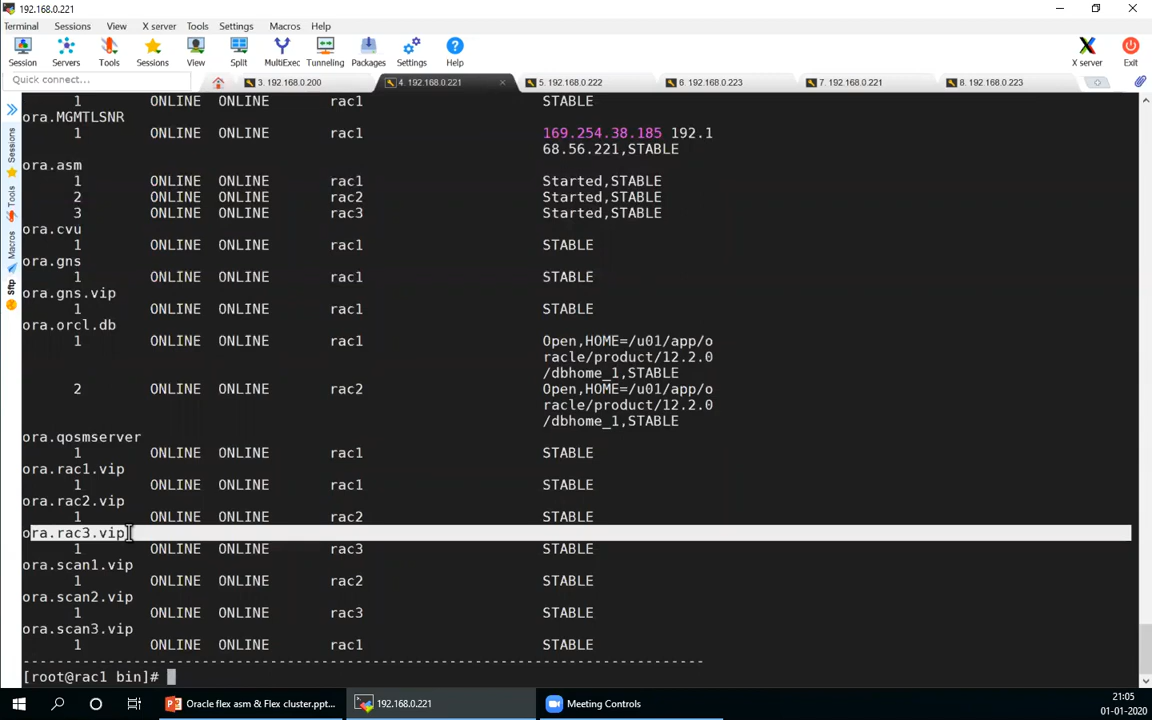 192.168.0.221
Terminal Sessions View X server Tools Settings Macros Help
Session Servers Tools Sessions View Split MultiExec Tunneling Packages Settings Help X server Exit
Quick connect... 3. 192.168.0.200 4. 192.168.0.221 5. 192.168.0.222 6. 192.168.0.223 7. 192.168.0.221 8. 192.168.0.223
Sessions
Tools
Macros
Sftp
1 ONLINE ONLINE rac1 STABLE
ora.MGMTLSNR
1 ONLINE ONLINE rac1 169.254.38.185 192.1
68.56.221,STABLE
ora.asm
1 ONLINE ONLINE rac1 Started,STABLE
2 ONLINE ONLINE rac2 Started,STABLE
3 ONLINE ONLINE rac3 Started,STABLE
ora.cvu
1 ONLINE ONLINE rac1 STABLE
ora.gns
1 ONLINE ONLINE rac1 STABLE
ora.gns.vip
1 ONLINE ONLINE rac1 STABLE
ora.orcl.db
1 ONLINE ONLINE rac1 Open,HOME=/u01/app/o
racle/product/12.2.0
/dbhome_1,STABLE
2 ONLINE ONLINE rac2 Open,HOME=/u01/app/o
racle/product/12.2.0
/dbhome_1,STABLE
ora.qosmserver
1 ONLINE ONLINE rac1 STABLE
ora.rac1.vip
1 ONLINE ONLINE rac1 STABLE
ora.rac2.vip
1 ONLINE ONLINE rac2 STABLE
ora.rac3.vip
1 ONLINE ONLINE rac3 STABLE
ora.scan1.vip
1 ONLINE ONLINE rac2 STABLE
ora.scan2.vip
1 ONLINE ONLINE rac3 STABLE
ora.scan3.vip
1 ONLINE ONLINE rac1 STABLE
--------------------------------------------------------------------------------
[root@rac1 bin]#
Oracle flex asm & Flex cluster.ppt... 192.168.0.221 Meeting Controls 21:05
01-01-2020